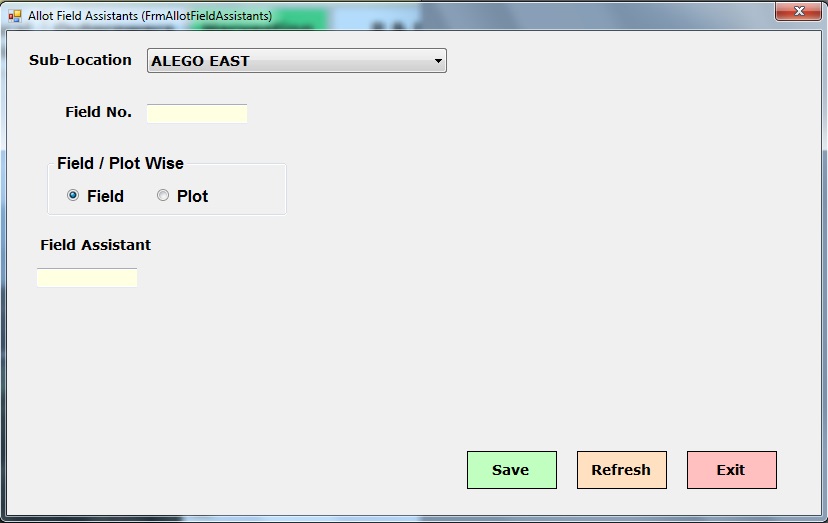 Allot Field Assistants (FrmAllotFieldAssistants)
Sub-Location ALEGO EAST
Field No.
Field / Plot Wise
Field Plot
Field Assistant
Save Refresh Exit